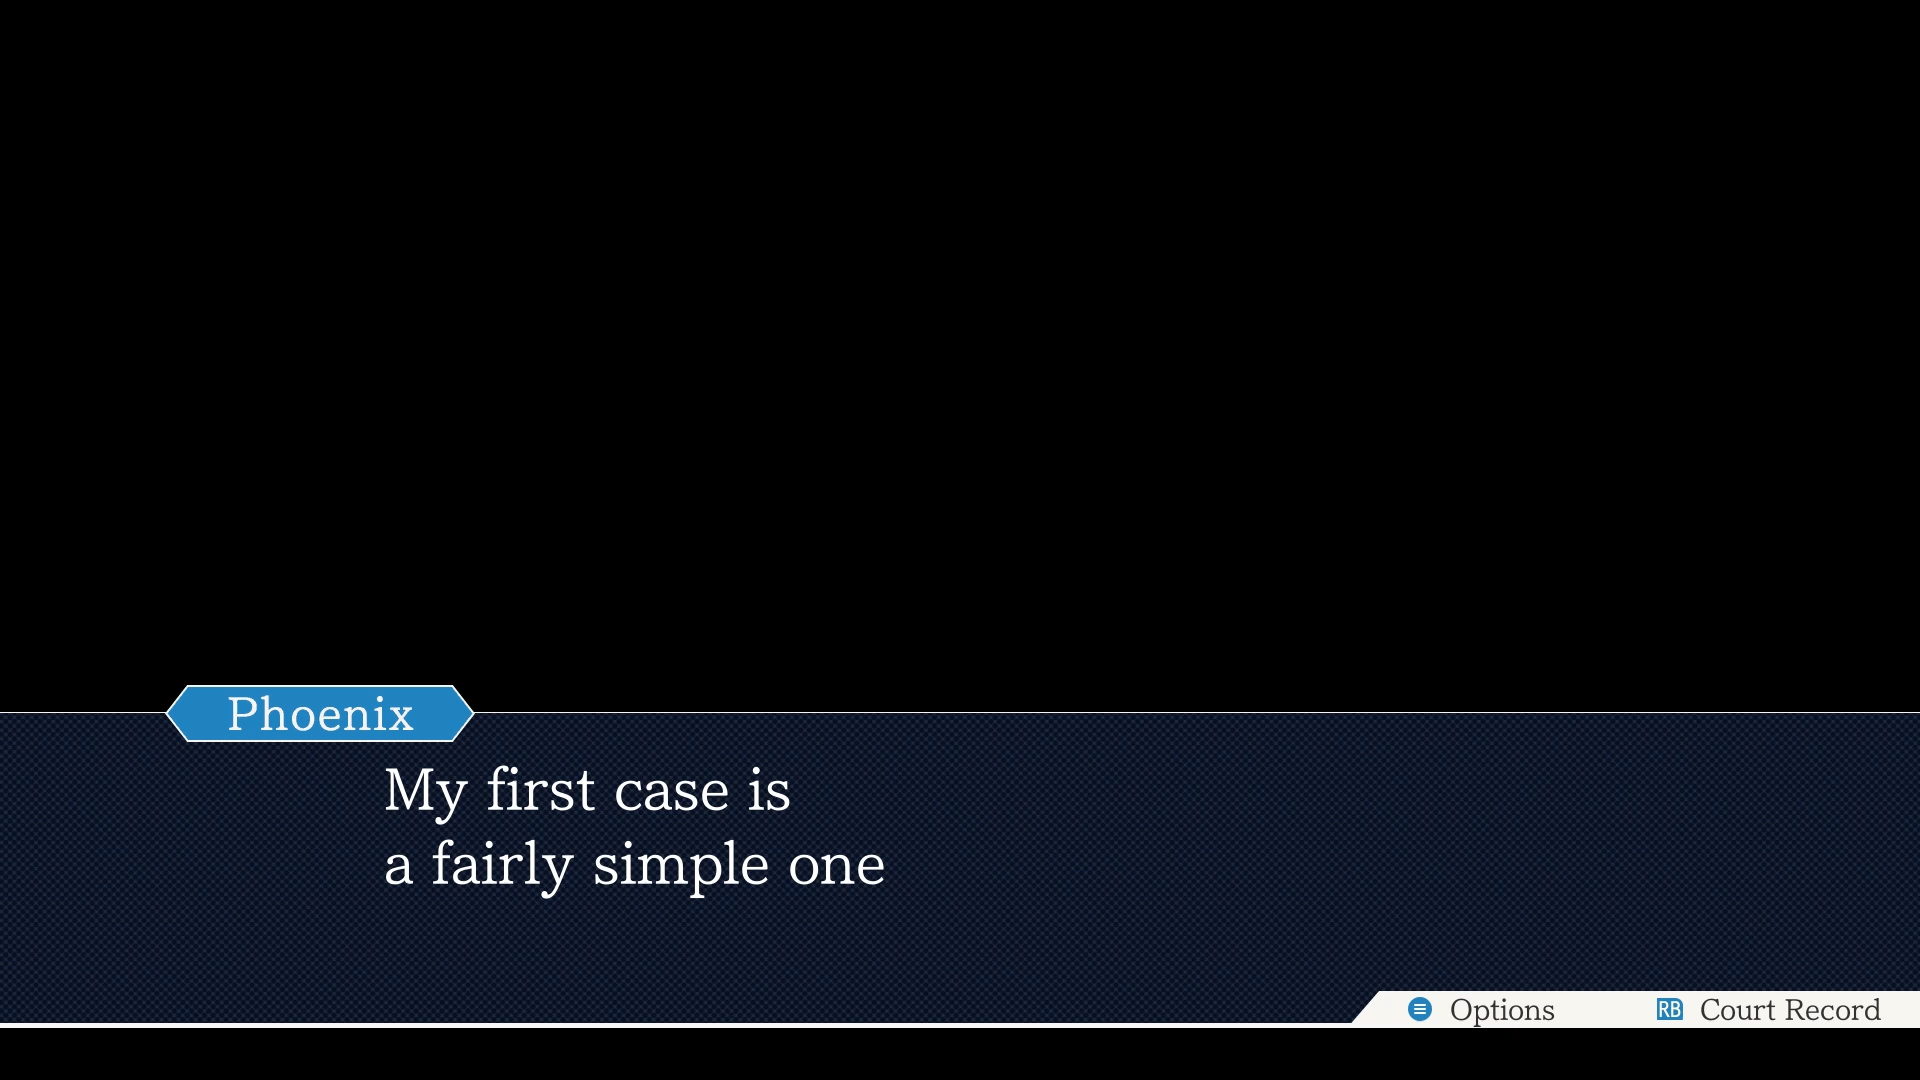 Phoenix
My first case is
a fairly simple one
Options
RB Court Record